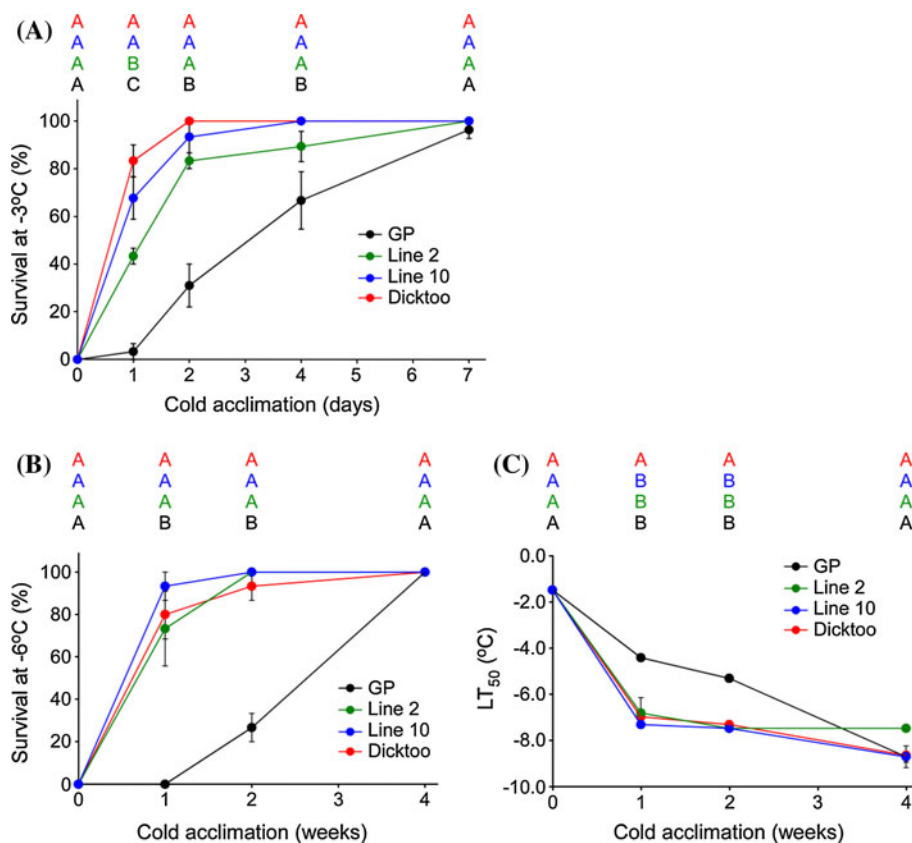 (A)
A A A A A
A A A A A
A B A A A
A C B B A
Survival at -3ºC (%)
100
80
60
40
20
0
GP
Line 2
Line 10
Dicktoo
0 1 2 3 4 5 6 7
Cold acclimation (days)
(B)
A A A A
A A A A
A A A A
A B B A
Survival at -6ºC (%)
100
80
60
40
20
0
GP
Line 2
Line 10
Dicktoo
0 1 2 3 4
Cold acclimation (weeks)
(C)
A A A A
A B B A
A B B A
A B B A
LT50 (ºC)
0.0
-2.0
-4.0
-6.0
-8.0
-10.0
GP
Line 2
Line 10
Dicktoo
0 1 2 3 4
Cold acclimation (weeks)